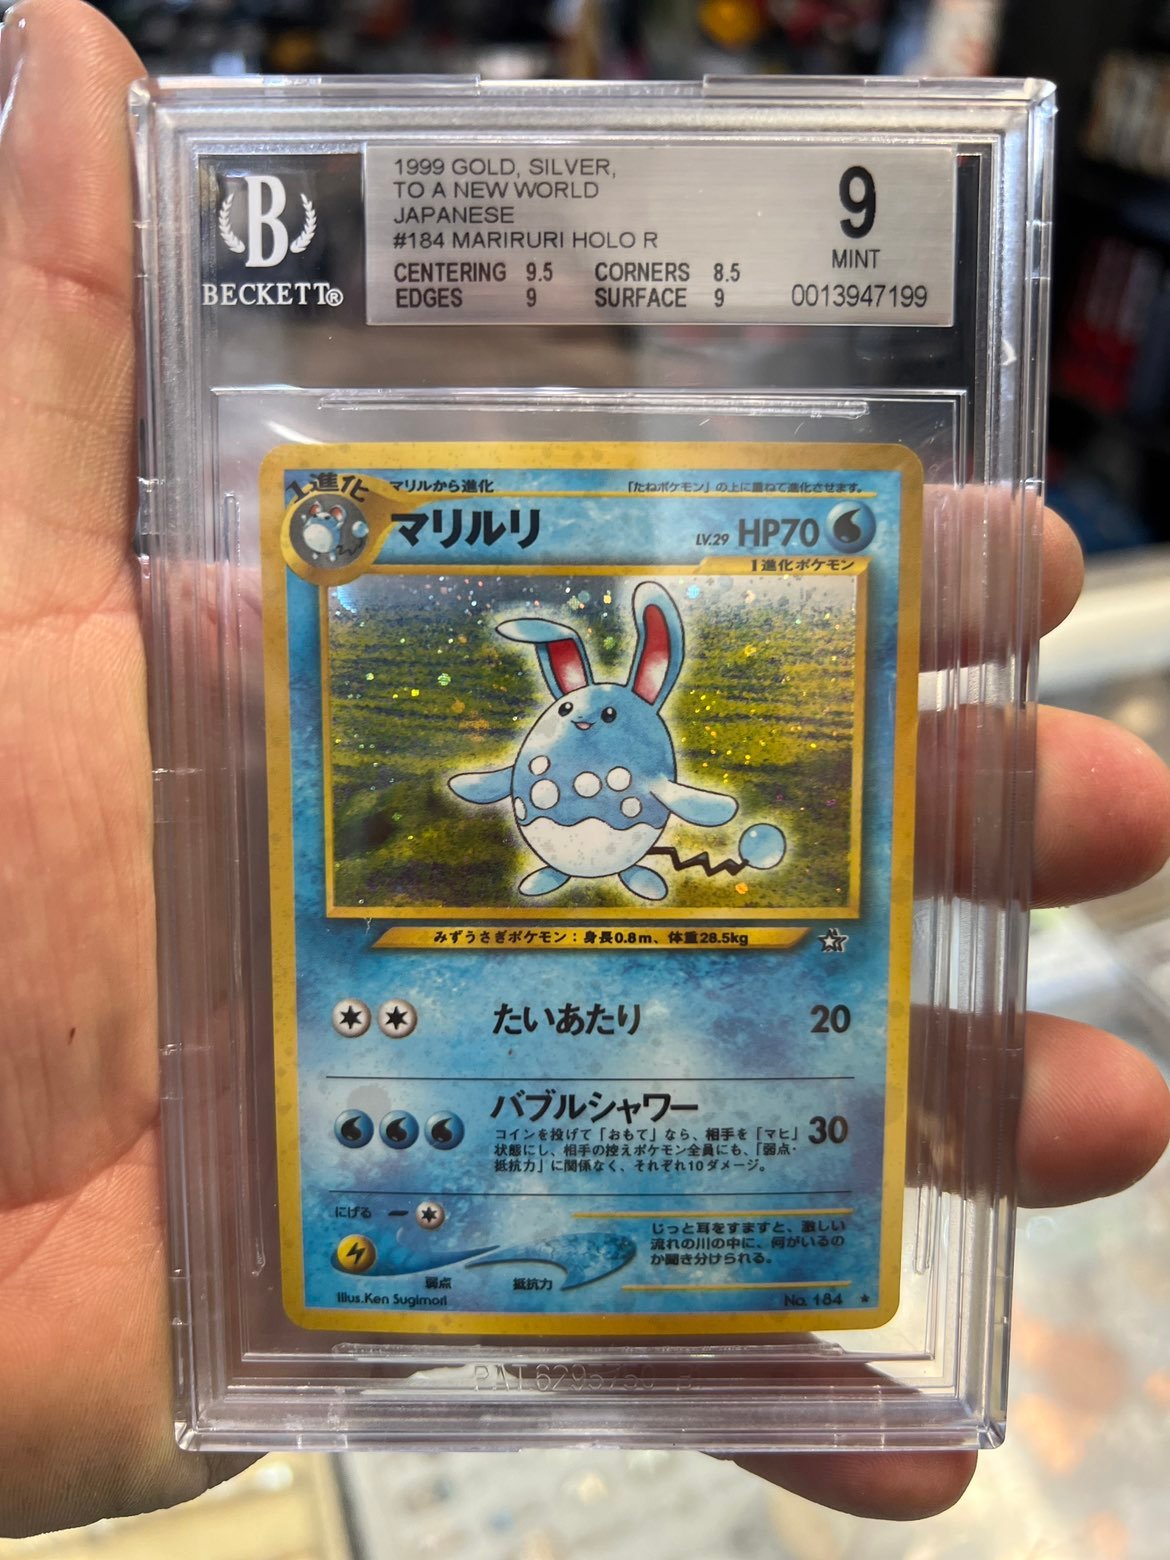 B
BECKETT®
1999 GOLD, SILVER,
TO A NEW WORLD
JAPANESE
#184 MARIRURI HOLO R
CENTERING 9.5 CORNERS 8.5
EDGES 9 SURFACE 9
9
MINT
0013947199
1進化
マリルから進化
「たねポケモン」の上に重ねて進化させます。
マリルリ
LV.29 HP70
1進化ポケモン
みずうさぎポケモン：身長0.8m、体重28.5kg
たいあたり 20
バブルシャワー
コインを投げて「おもて」なら、相手を「マヒ」
状態にし、相手の控えポケモン全員にも、「弱点・
抵抗力」に関係なく、それぞれ10ダメージ。
30
にげる
弱点 抵抗力
じっと耳をすますと、激しい
流れの川の中に、何がいるの
か聞き分けられる。
Illus.Ken Sugimori
No. 184 ★